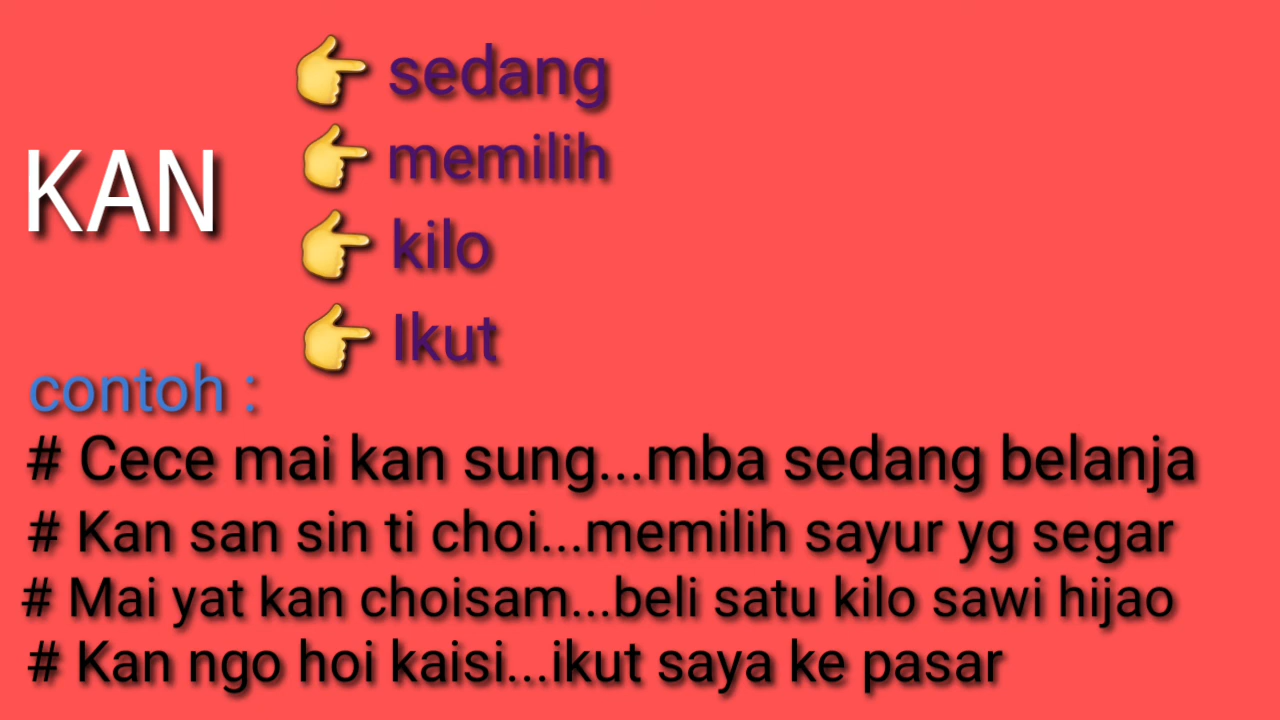 KAN
👉 sedang
👉 memilih
👉 kilo
👉 Ikut
contoh :
# Cece mai kan sung...mba sedang belanja
# Kan san sin ti choi...memilih sayur yg segar
# Mai yat kan choisam...beli satu kilo sawi hijao
# Kan ngo hoi kaisi...ikut saya ke pasar